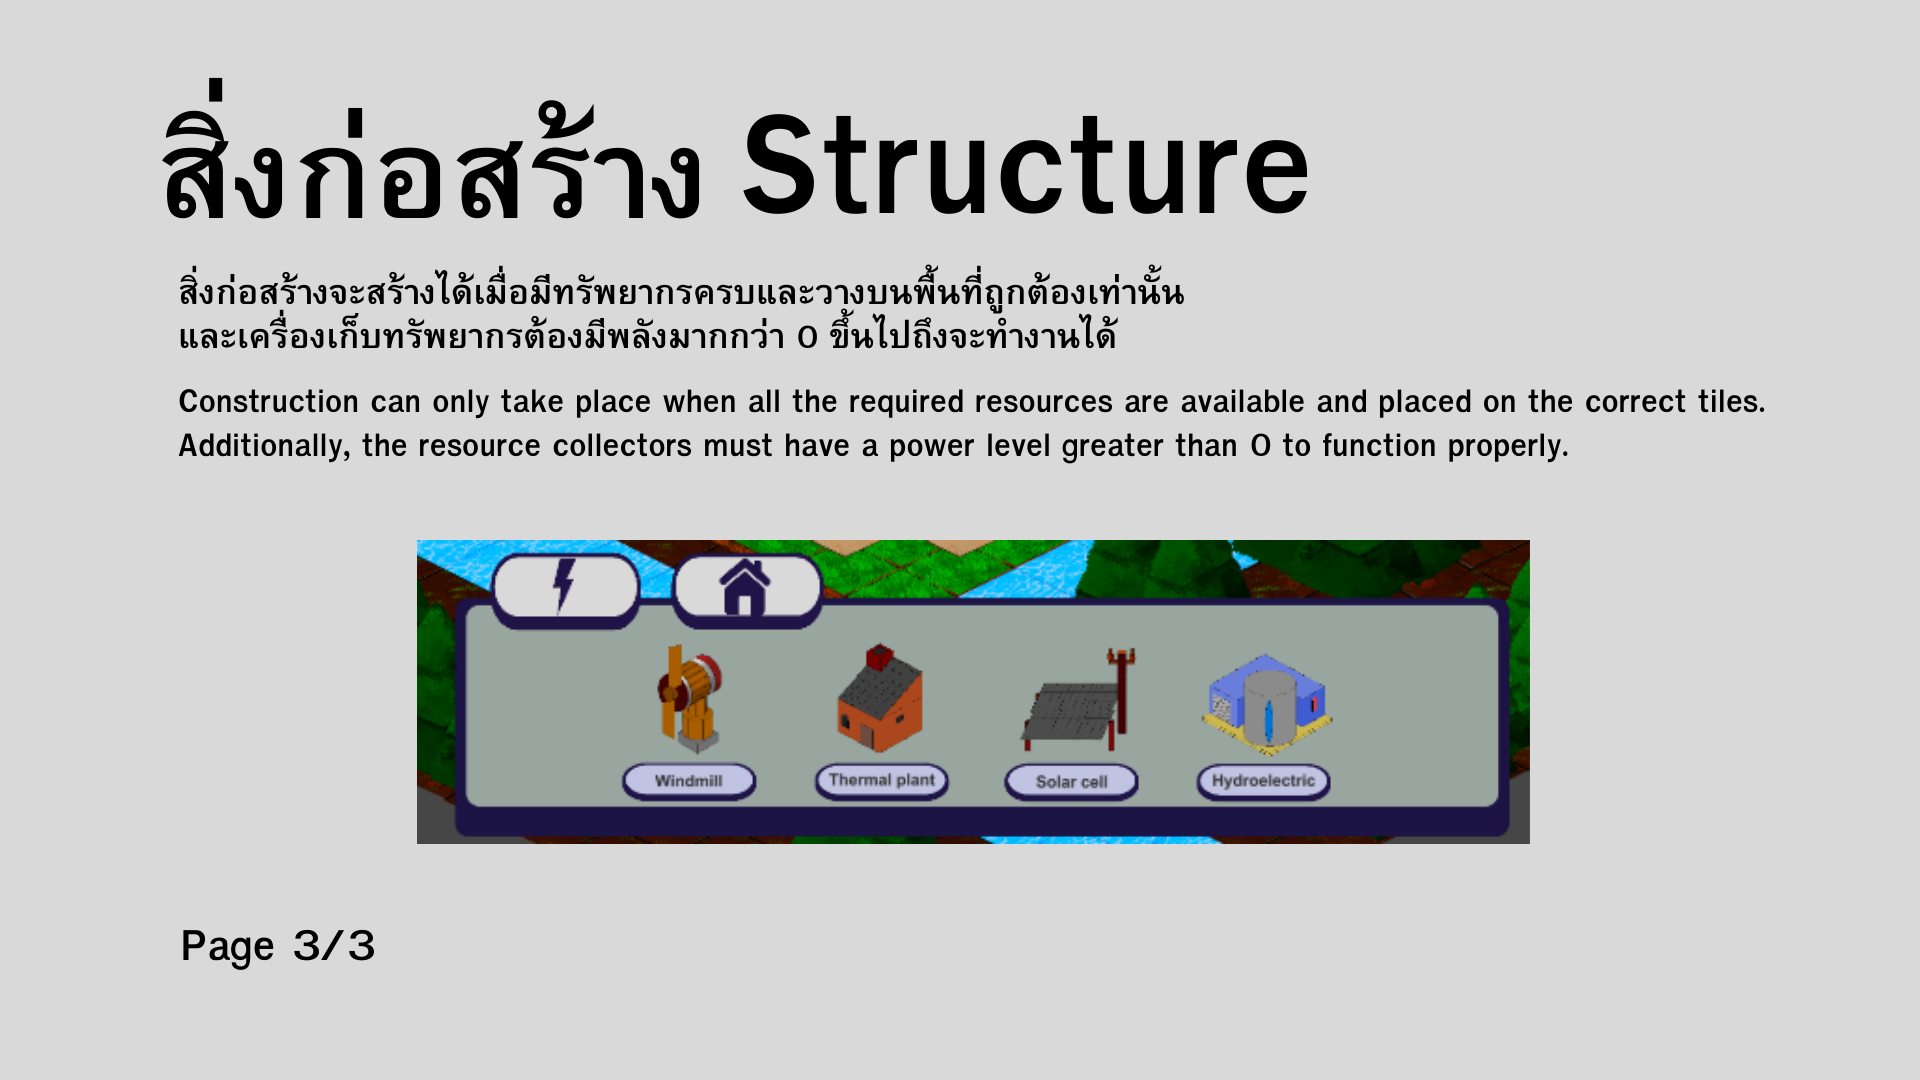 สิ่งก่อสร้าง Structure
สิ่งก่อสร้างจะสร้างได้เมื่อมีทรัพยากรครบและวางบนพื้นที่ถูกต้องเท่านั้น
และเครื่องเก็บทรัพยากรต้องมีพลังมากกว่า 0 ขึ้นไปถึงจะทำงานได้
Construction can only take place when all the required resources are available and placed on the correct tiles.
Additionally, the resource collectors must have a power level greater than 0 to function properly.
Windmill Thermal plant Solar cell Hydroelectric
Page 3/3